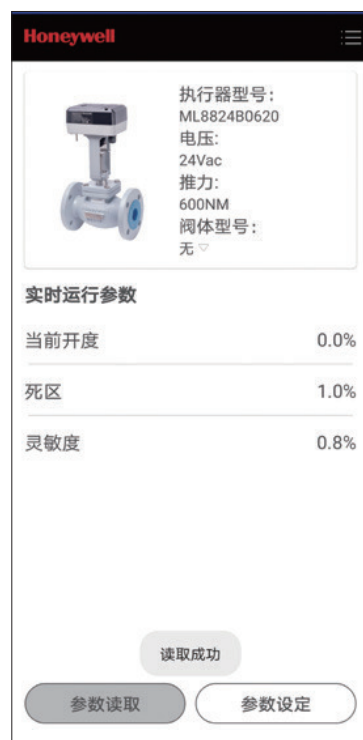 Honeywell
执行器型号：
ML8824B0620
电压:
24Vac
推力:
600NM
阀体型号：
无
实时运行参数
当前开度 0.0%
死区 1.0%
灵敏度 0.8%
读取成功
参数读取 参数设定